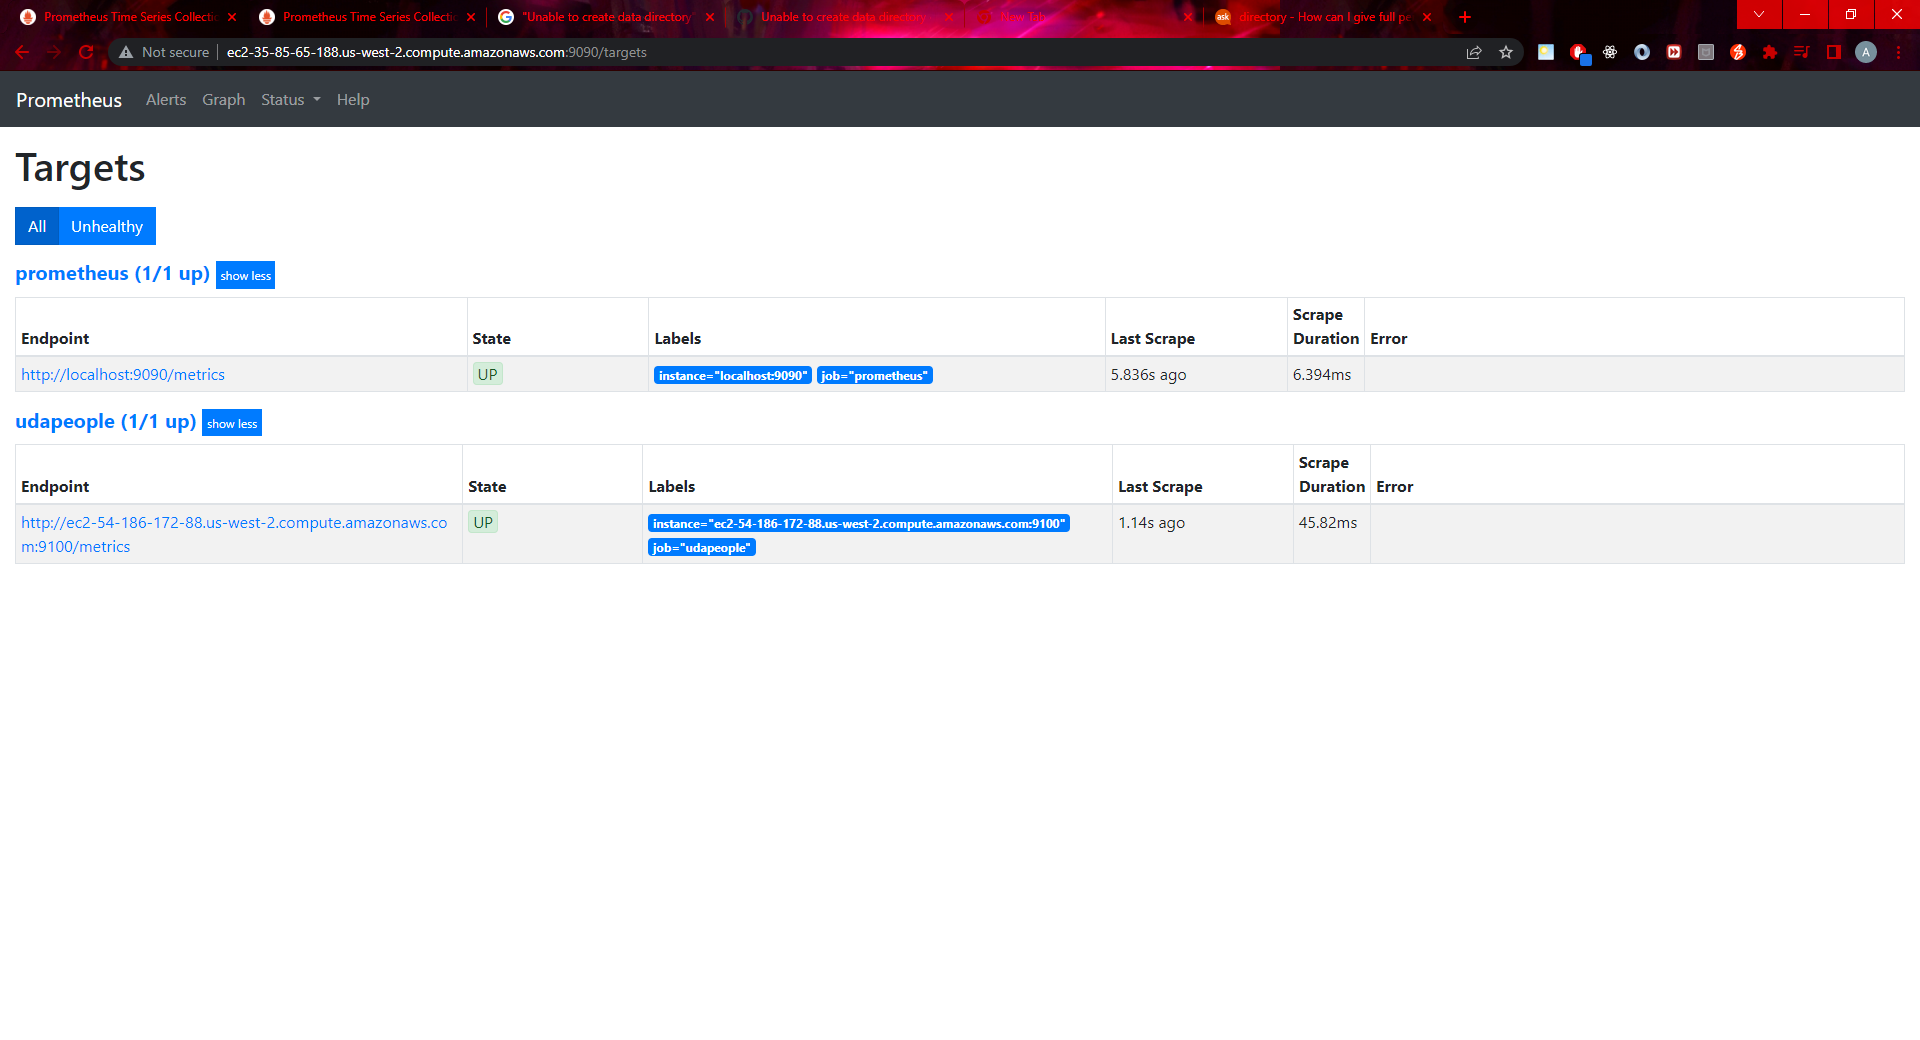 Prometheus Time Series Collectic
Prometheus Time Series Collectic
"Unable to create data directory"
Unable to create data directory
New Tab
directory - How can I give full pe
Not secure | ec2-35-85-65-188.us-west-2.compute.amazonaws.com:9090/targets
A
Prometheus Alerts Graph Status Help
Targets
All Unhealthy
prometheus (1/1 up) show less
Endpoint State Labels Last Scrape Scrape Duration Error
http://localhost:9090/metrics UP instance="localhost:9090" job="prometheus" 5.836s ago 6.394ms
udapeople (1/1 up) show less
Endpoint State Labels Last Scrape Scrape Duration Error
http://ec2-54-186-172-88.us-west-2.compute.amazonaws.co UP instance="ec2-54-186-172-88.us-west-2.compute.amazonaws.com:9100" 1.14s ago 45.82ms
m:9100/metrics job="udapeople"